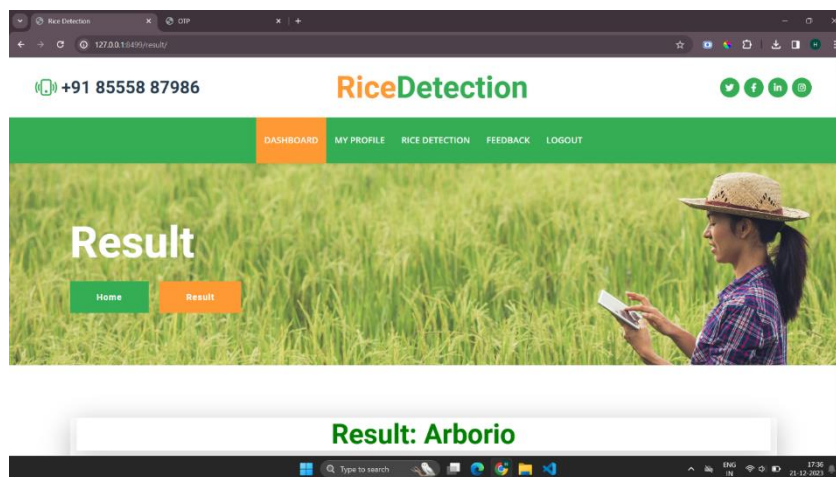 Rice Detection
OTP
127.0.0.1:8499/result/
+91 85558 87986
RiceDetection
DASHBOARD MY PROFILE RICE DETECTION FEEDBACK LOGOUT
Result
Home Result
Result: Arborio
Type to search
ENG
IN
17:36
21-12-2023